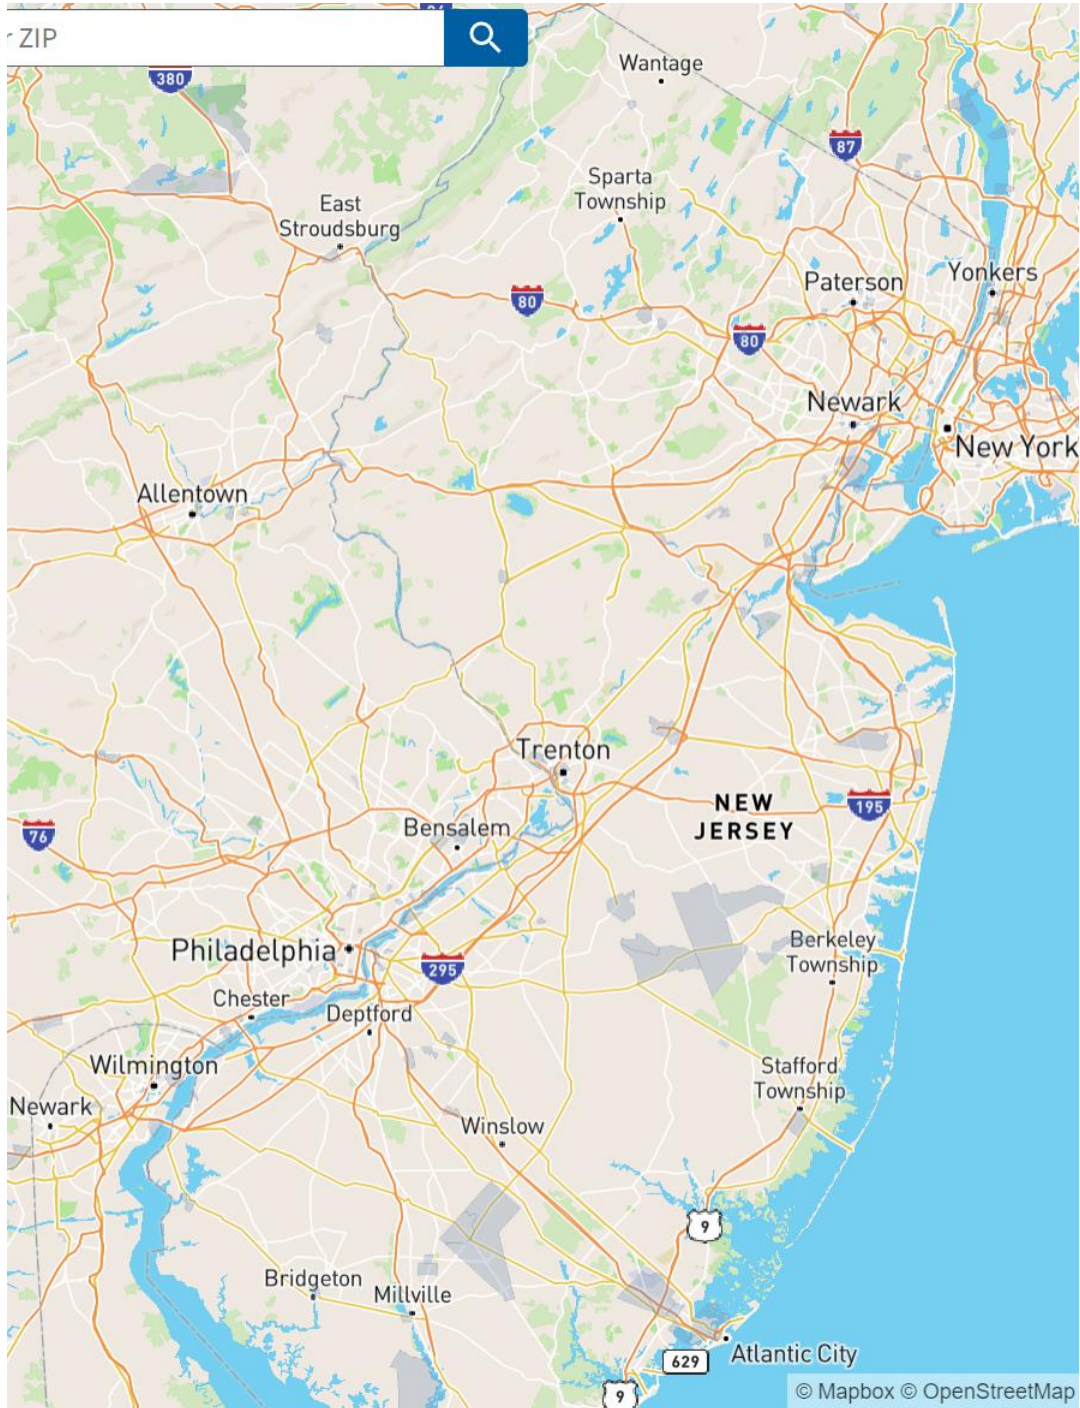 ZIP
Wantage
380
87
Sparta
Township
East
Stroudsburg
Yonkers
Paterson
80
80
Newark
New York
Allentown
Trenton
NEW
JERSEY
195
76
Bensalem
Philadelphia
Berkeley
Township
295
Chester
Deptford
Wilmington
Stafford
Township
Newark
Winslow
9
Bridgeton
Millville
Atlantic City
629
9
© Mapbox © OpenStreetMap